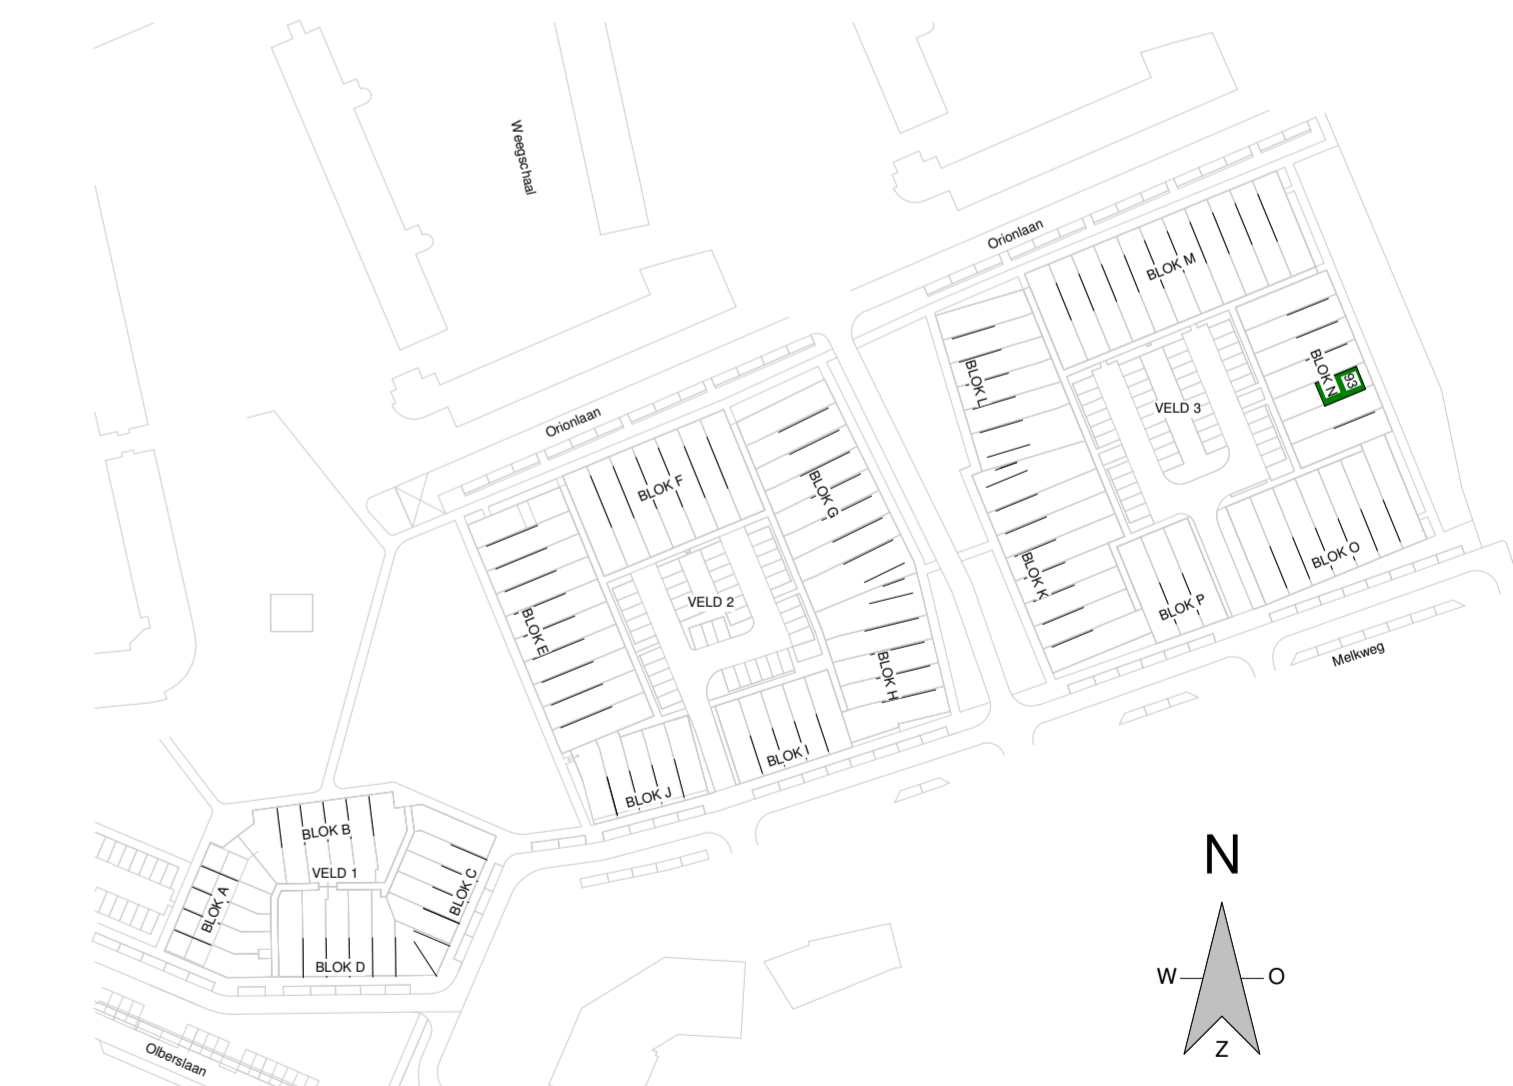 Weegschaal
Orionlaan
BLOK M
BLOK L
BLOK N
93
VELD 3
Orionlaan
BLOK F
BLOK G
BLOK K
BLOK O
BLOK P
Melkweg
VELD 2
BLOK E
BLOK H
BLOK I
BLOK J
BLOK B
VELD 1
BLOK A
BLOK C
BLOK D
Olberslaan
N
W
O
Z